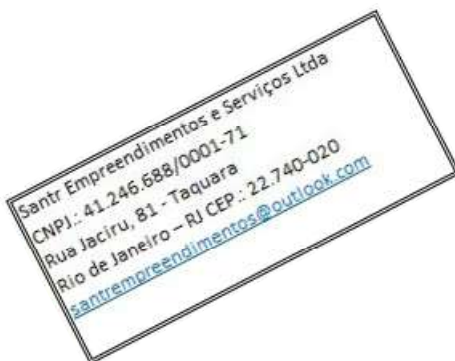 Santr Empreendimentos e Serviços Ltda
CNPJ.: 41.246.688/0001-71
Rua Jaciru, 81 - Taquara
Rio de Janeiro – RJ CEP.: 22.740-020
santrempreendimentos@outlook.com